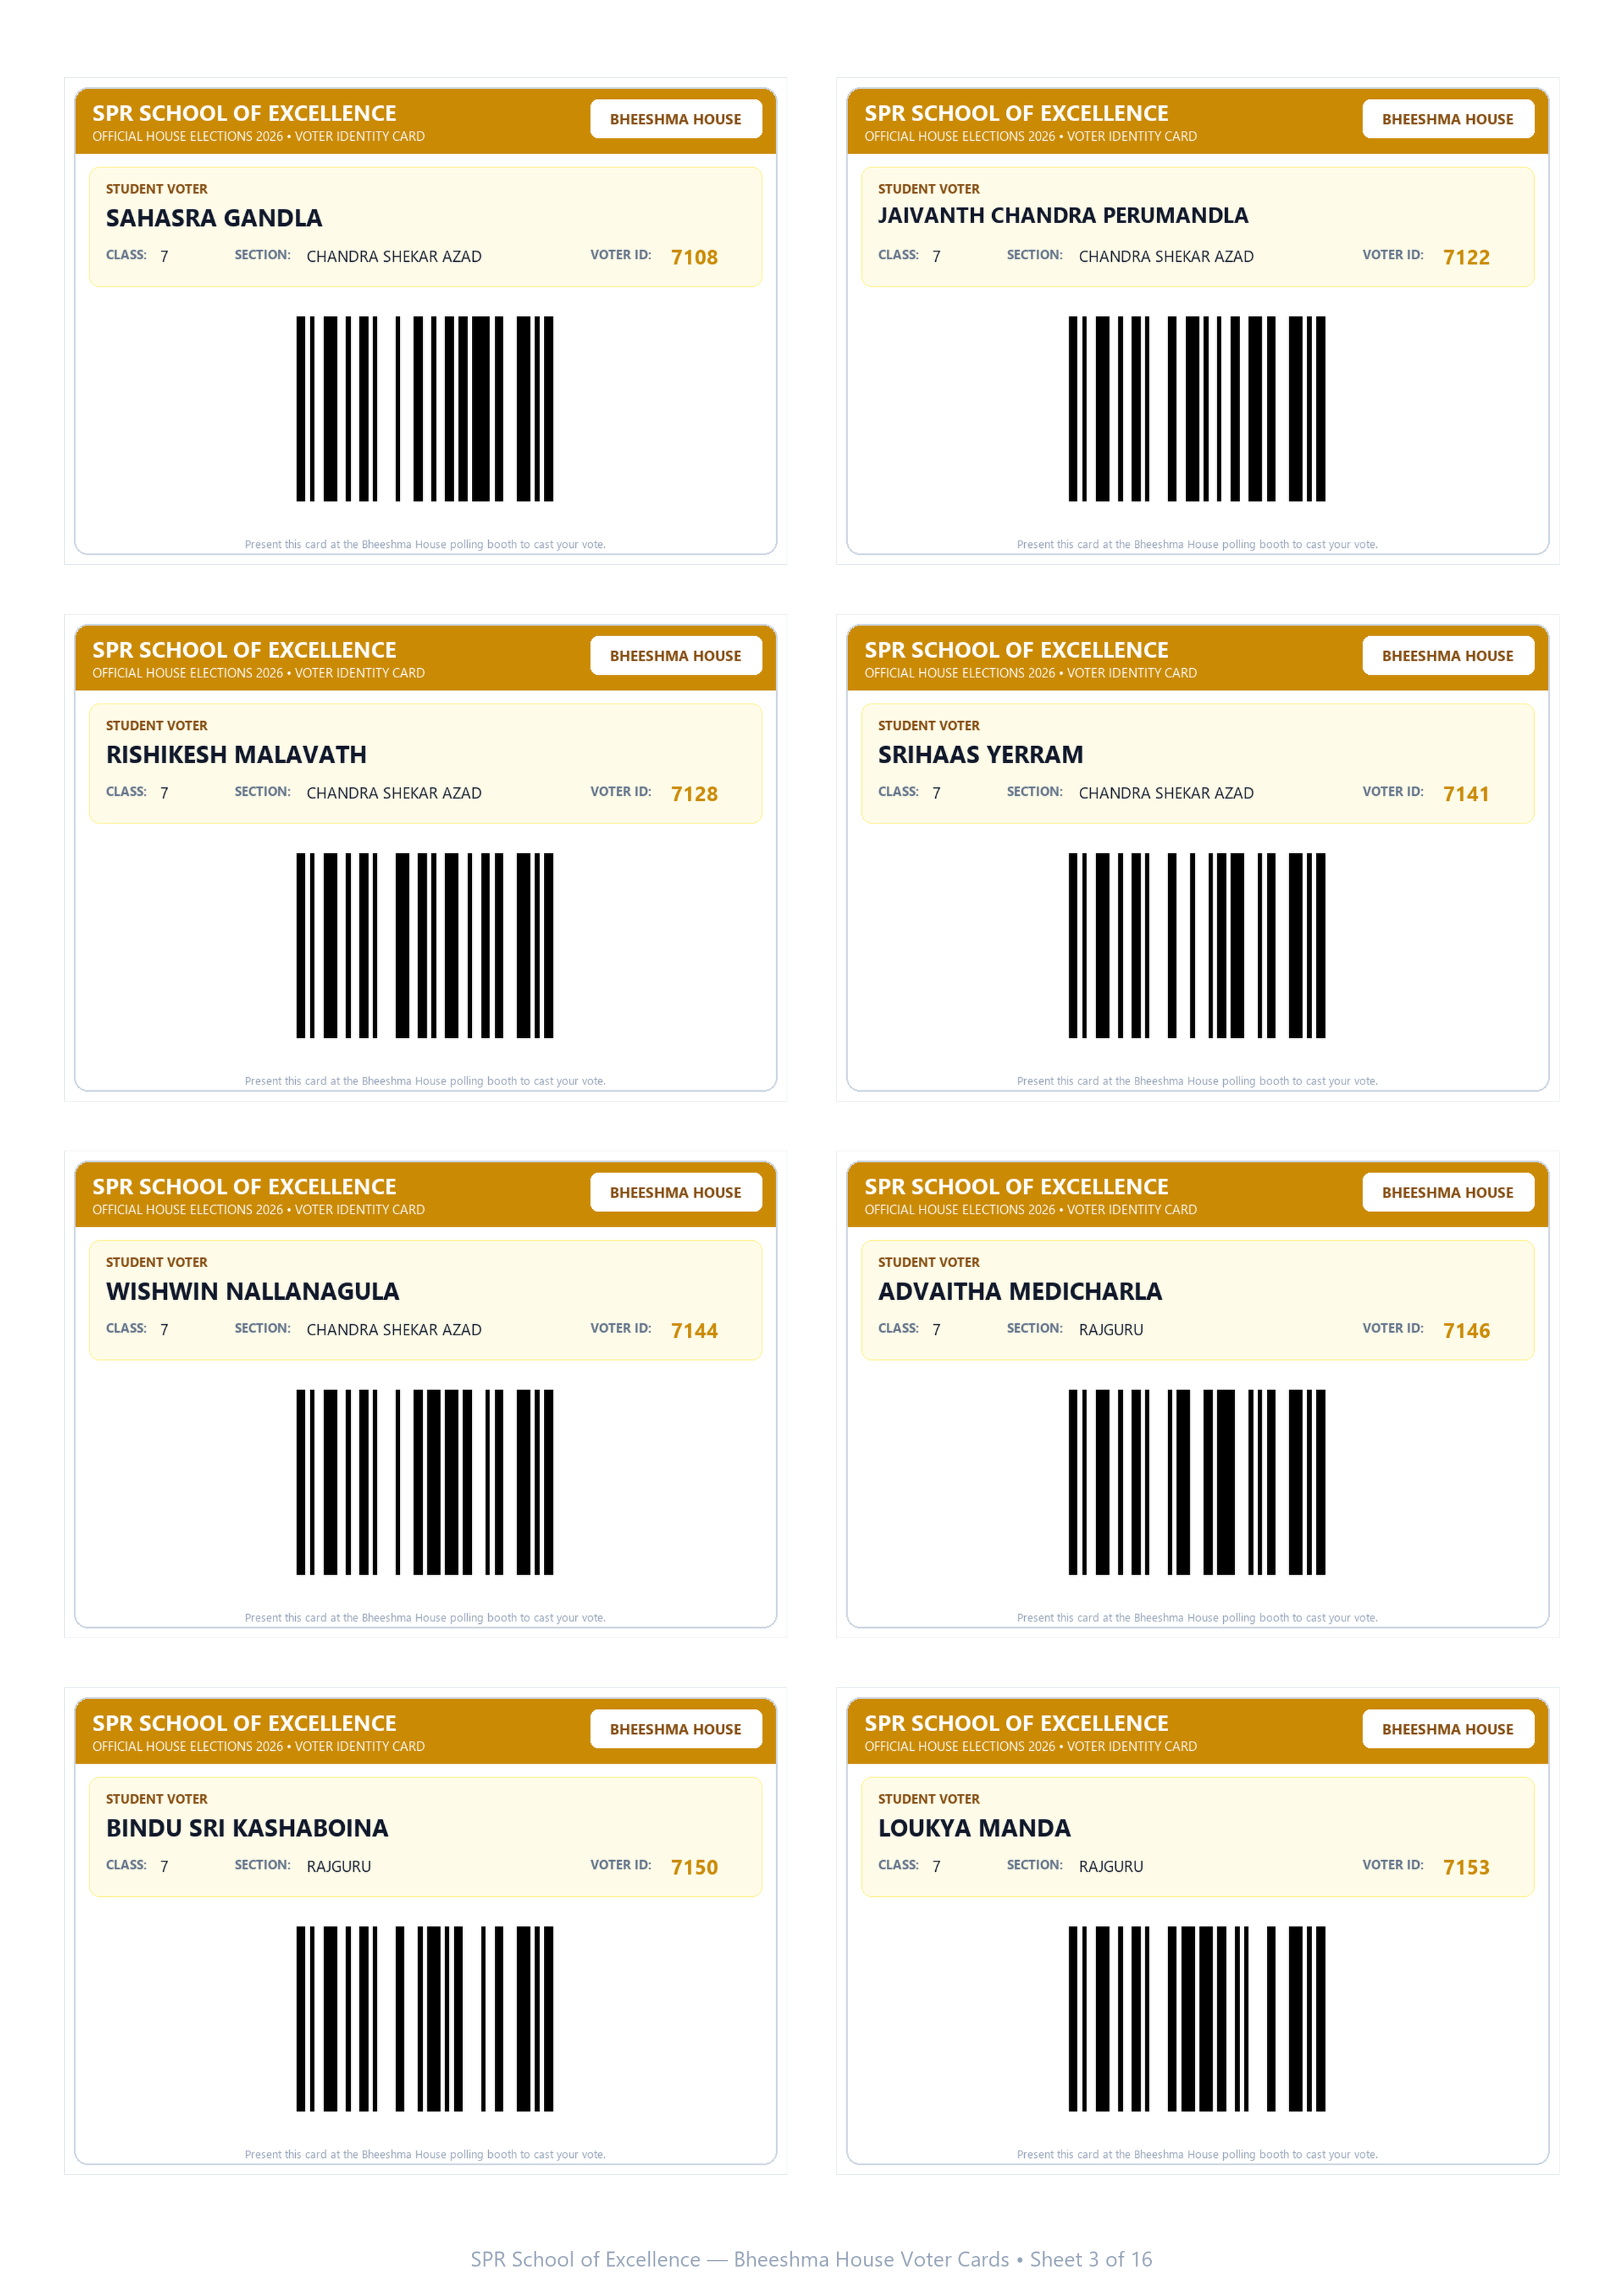 SPR SCHOOL OF EXCELLENCE
OFFICIAL HOUSE ELECTIONS 2026 • VOTER IDENTITY CARD
BHEESHMA HOUSE
STUDENT VOTER
SAHASRA GANDLA
CLASS: 7 SECTION: CHANDRA SHEKAR AZAD VOTER ID: 7108
Present this card at the Bheeshma House polling booth to cast your vote.
SPR SCHOOL OF EXCELLENCE
OFFICIAL HOUSE ELECTIONS 2026 • VOTER IDENTITY CARD
BHEESHMA HOUSE
STUDENT VOTER
JAIVANTH CHANDRA PERUMANDLA
CLASS: 7 SECTION: CHANDRA SHEKAR AZAD VOTER ID: 7122
Present this card at the Bheeshma House polling booth to cast your vote.
SPR SCHOOL OF EXCELLENCE
OFFICIAL HOUSE ELECTIONS 2026 • VOTER IDENTITY CARD
BHEESHMA HOUSE
STUDENT VOTER
RISHIKESH MALAVATH
CLASS: 7 SECTION: CHANDRA SHEKAR AZAD VOTER ID: 7128
Present this card at the Bheeshma House polling booth to cast your vote.
SPR SCHOOL OF EXCELLENCE
OFFICIAL HOUSE ELECTIONS 2026 • VOTER IDENTITY CARD
BHEESHMA HOUSE
STUDENT VOTER
SRIHAAS YERRAM
CLASS: 7 SECTION: CHANDRA SHEKAR AZAD VOTER ID: 7141
Present this card at the Bheeshma House polling booth to cast your vote.
SPR SCHOOL OF EXCELLENCE
OFFICIAL HOUSE ELECTIONS 2026 • VOTER IDENTITY CARD
BHEESHMA HOUSE
STUDENT VOTER
WISHWIN NALLANAGULA
CLASS: 7 SECTION: CHANDRA SHEKAR AZAD VOTER ID: 7144
Present this card at the Bheeshma House polling booth to cast your vote.
SPR SCHOOL OF EXCELLENCE
OFFICIAL HOUSE ELECTIONS 2026 • VOTER IDENTITY CARD
BHEESHMA HOUSE
STUDENT VOTER
ADVAITHA MEDICHARLA
CLASS: 7 SECTION: RAJGURU VOTER ID: 7146
Present this card at the Bheeshma House polling booth to cast your vote.
SPR SCHOOL OF EXCELLENCE
OFFICIAL HOUSE ELECTIONS 2026 • VOTER IDENTITY CARD
BHEESHMA HOUSE
STUDENT VOTER
BINDU SRI KASHABOINA
CLASS: 7 SECTION: RAJGURU VOTER ID: 7150
Present this card at the Bheeshma House polling booth to cast your vote.
SPR SCHOOL OF EXCELLENCE
OFFICIAL HOUSE ELECTIONS 2026 • VOTER IDENTITY CARD
BHEESHMA HOUSE
STUDENT VOTER
LOUKYA MANDA
CLASS: 7 SECTION: RAJGURU VOTER ID: 7153
Present this card at the Bheeshma House polling booth to cast your vote.
SPR School of Excellence — Bheeshma House Voter Cards • Sheet 3 of 16